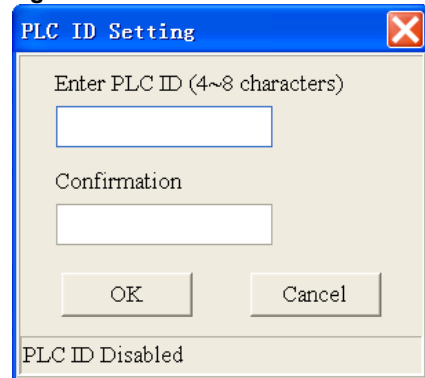 PLC ID Setting
Enter PLC ID (4~8 characters)
Confirmation
OK
Cancel
PLC ID Disabled